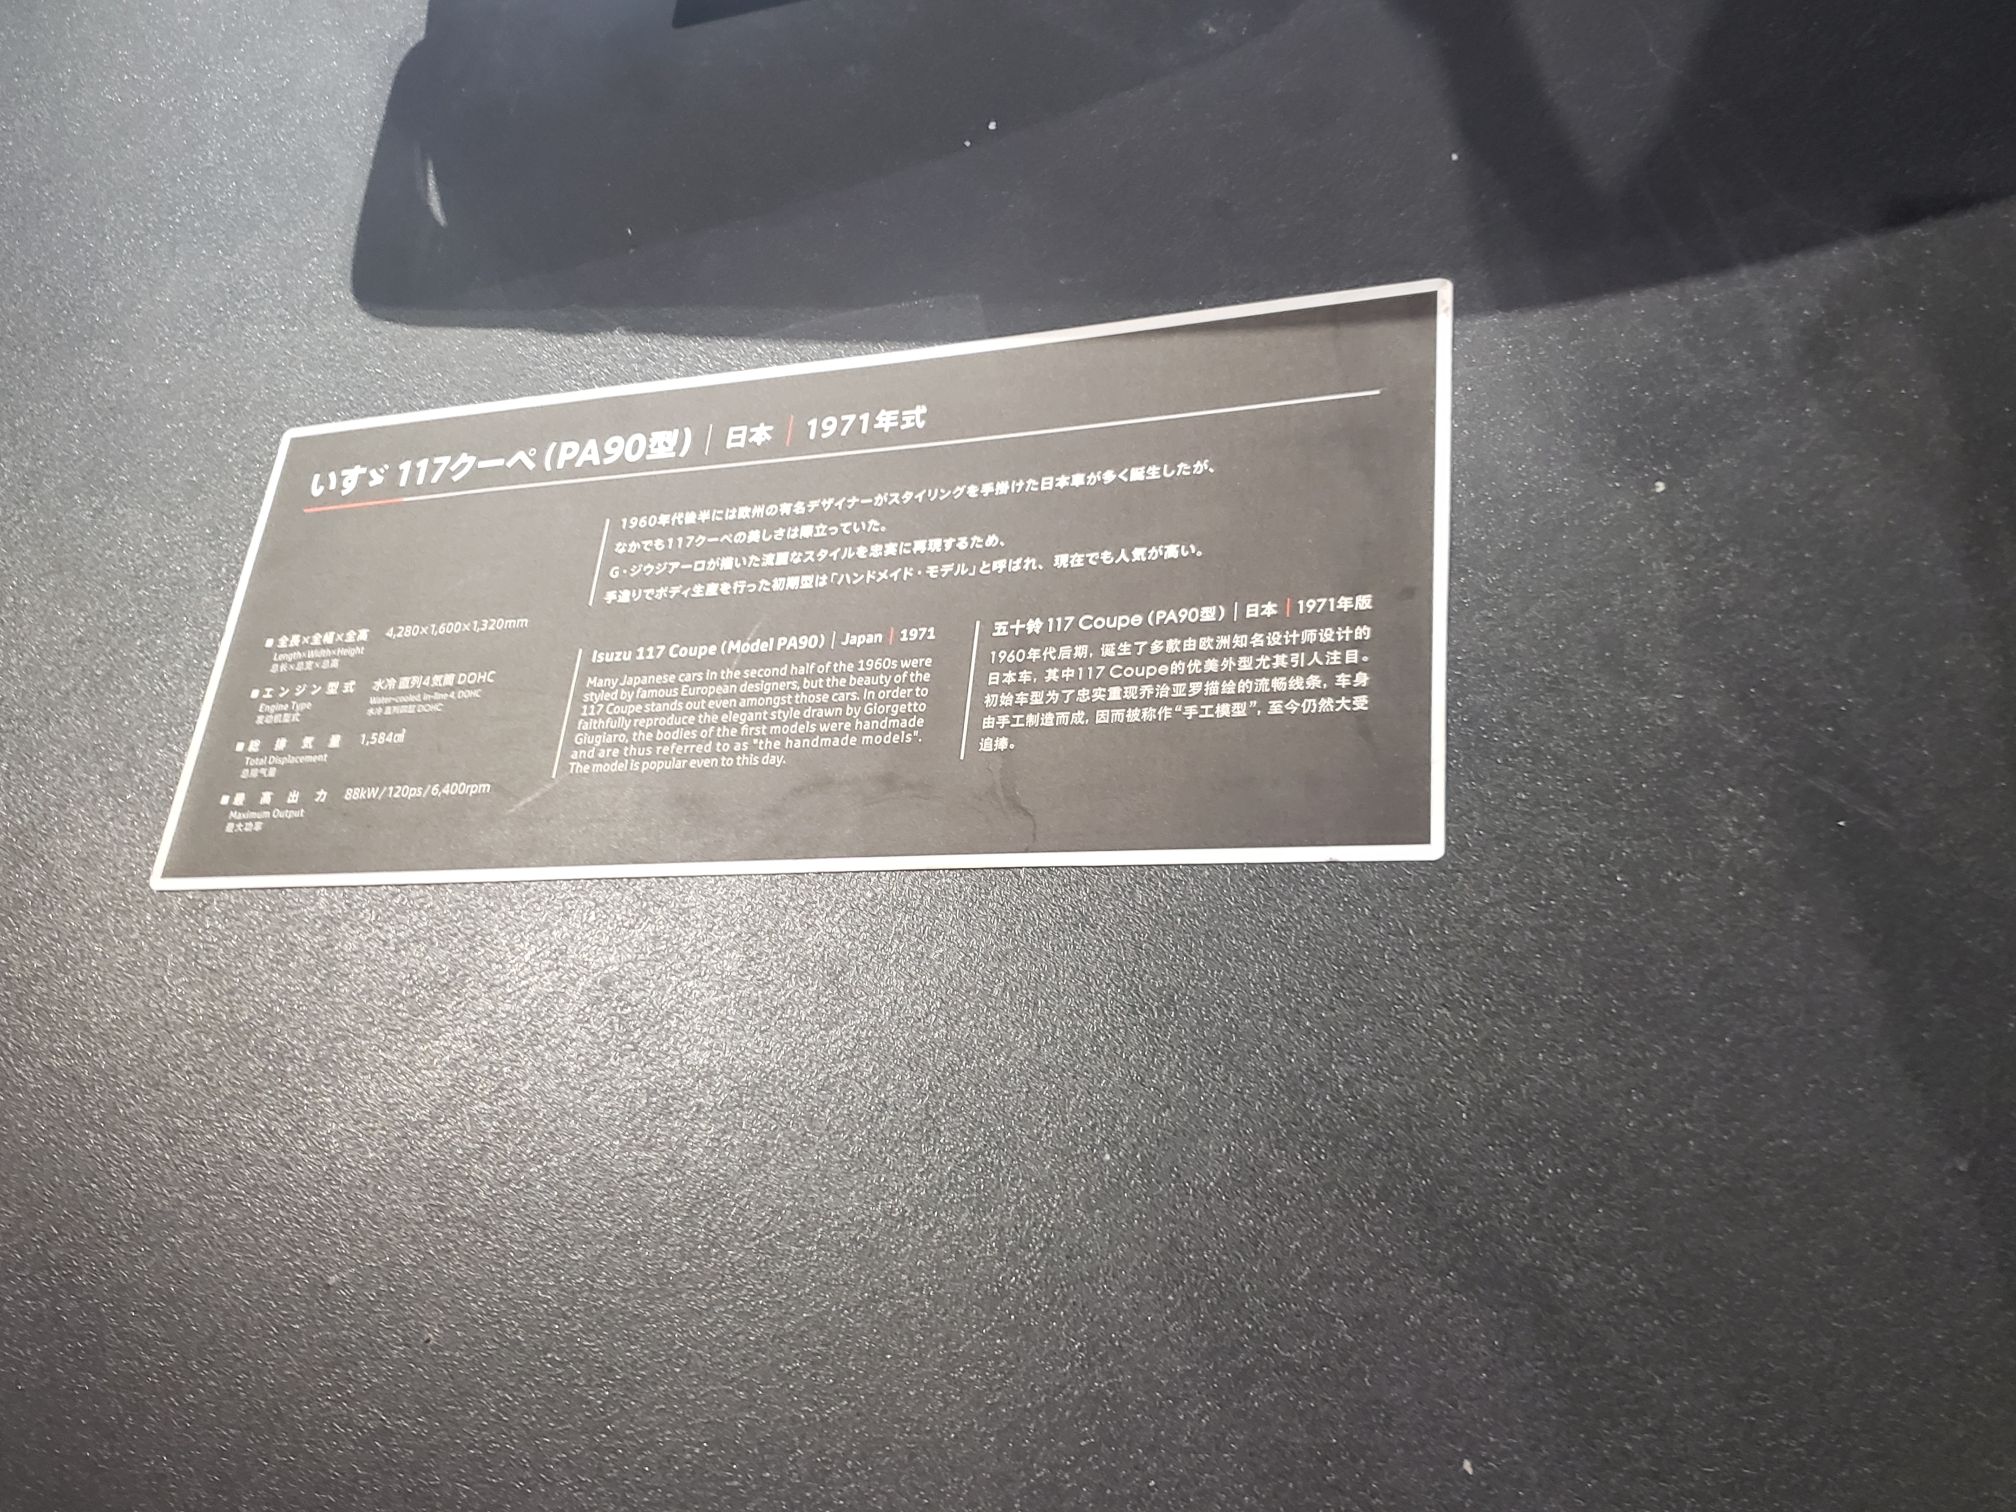 いすゞ 117クーペ（PA90型）｜日本｜1971年式
1960年代後半には欧州の有名デザイナーがスタイリングを手掛けた日本車が多く誕生したが、
なかでも117クーペの美しさは際立っていた。
G・ジウジアーロが描いた流麗なスタイルを忠実に再現するため、
手造りでボディ生産を行った初期型は「ハンドメイド・モデル」と呼ばれ、現在でも人気が高い。
■全長×全幅×全高 4,280×1,600×1,320mm
Length×Width×Height
总长×总宽×总高
■エンジン型式 水冷 直列4気筒 DOHC
Engine Type Water-cooled, in-line 4, DOHC
发动机型式 水冷 直列四缸 DOHC
■総排気量 1,584㎤
Total Displacement
总排气量
■最高出力 88kW/120ps/6,400rpm
Maximum Output
最大功率
Isuzu 117 Coupe (Model PA90)｜Japan｜1971
Many Japanese cars in the second half of the 1960s were
styled by famous European designers, but the beauty of the
117 Coupe stands out even amongst those cars. In order to
faithfully reproduce the elegant style drawn by Giorgetto
Giugiaro, the bodies of the first models were handmade
and are thus referred to as "the handmade models".
The model is popular even to this day.
五十铃 117 Coupe（PA90型）｜日本｜1971年版
1960年代后期，诞生了多款由欧洲知名设计师设计的
日本车，其中117 Coupe的优美外型尤其引人注目。
初始车型为了忠实重现乔治亚罗描绘的流畅线条，车身
由手工制造而成，因而被称作“手工模型”，至今仍然大受
追捧。